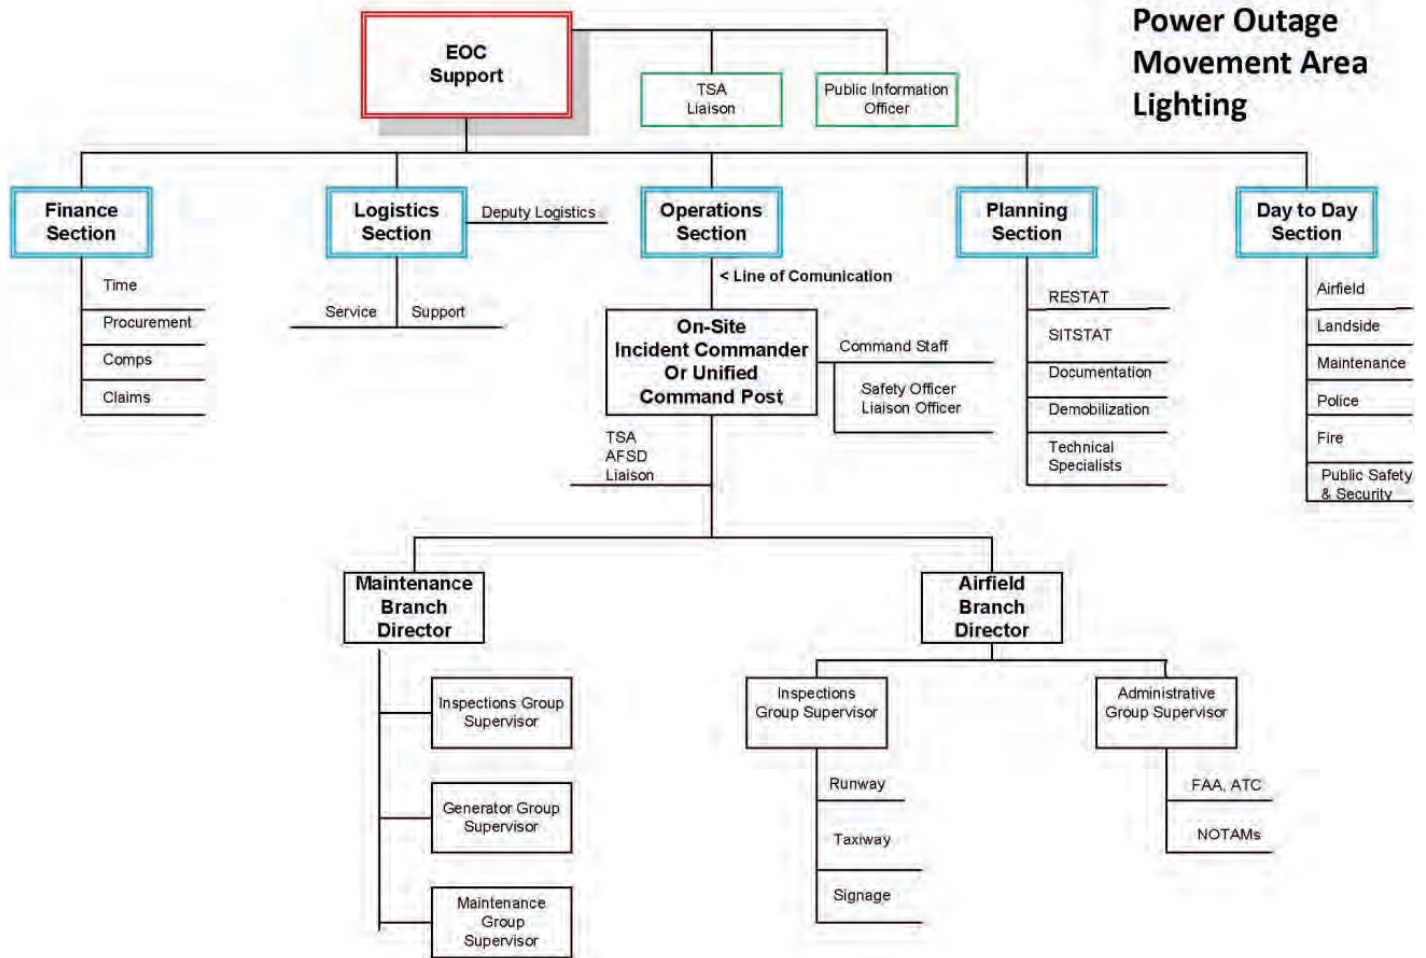 Power Outage
Movement Area
Lighting
EOC
Support
TSA
Liaison
Public Information
Officer
Finance
Section
Logistics
Section
Deputy Logistics
Operations
Section
Planning
Section
Day to Day
Section
< Line of Comunication
Time
Procurement
Comps
Claims
Service
Support
On-Site
Incident Commander
Or Unified
Command Post
Command Staff
Safety Officer
Liaison Officer
RESTAT
SITSTAT
Documentation
Demobilization
Technical
Specialists
Airfield
Landside
Maintenance
Police
Fire
Public Safety
& Security
TSA
AFSD
Liaison
Maintenance
Branch
Director
Airfield
Branch
Director
Inspections Group
Supervisor
Generator Group
Supervisor
Maintenance
Group
Supervisor
Inspections
Group Supervisor
Runway
Taxiway
Signage
Administrative
Group Supervisor
FAA, ATC
NOTAMs